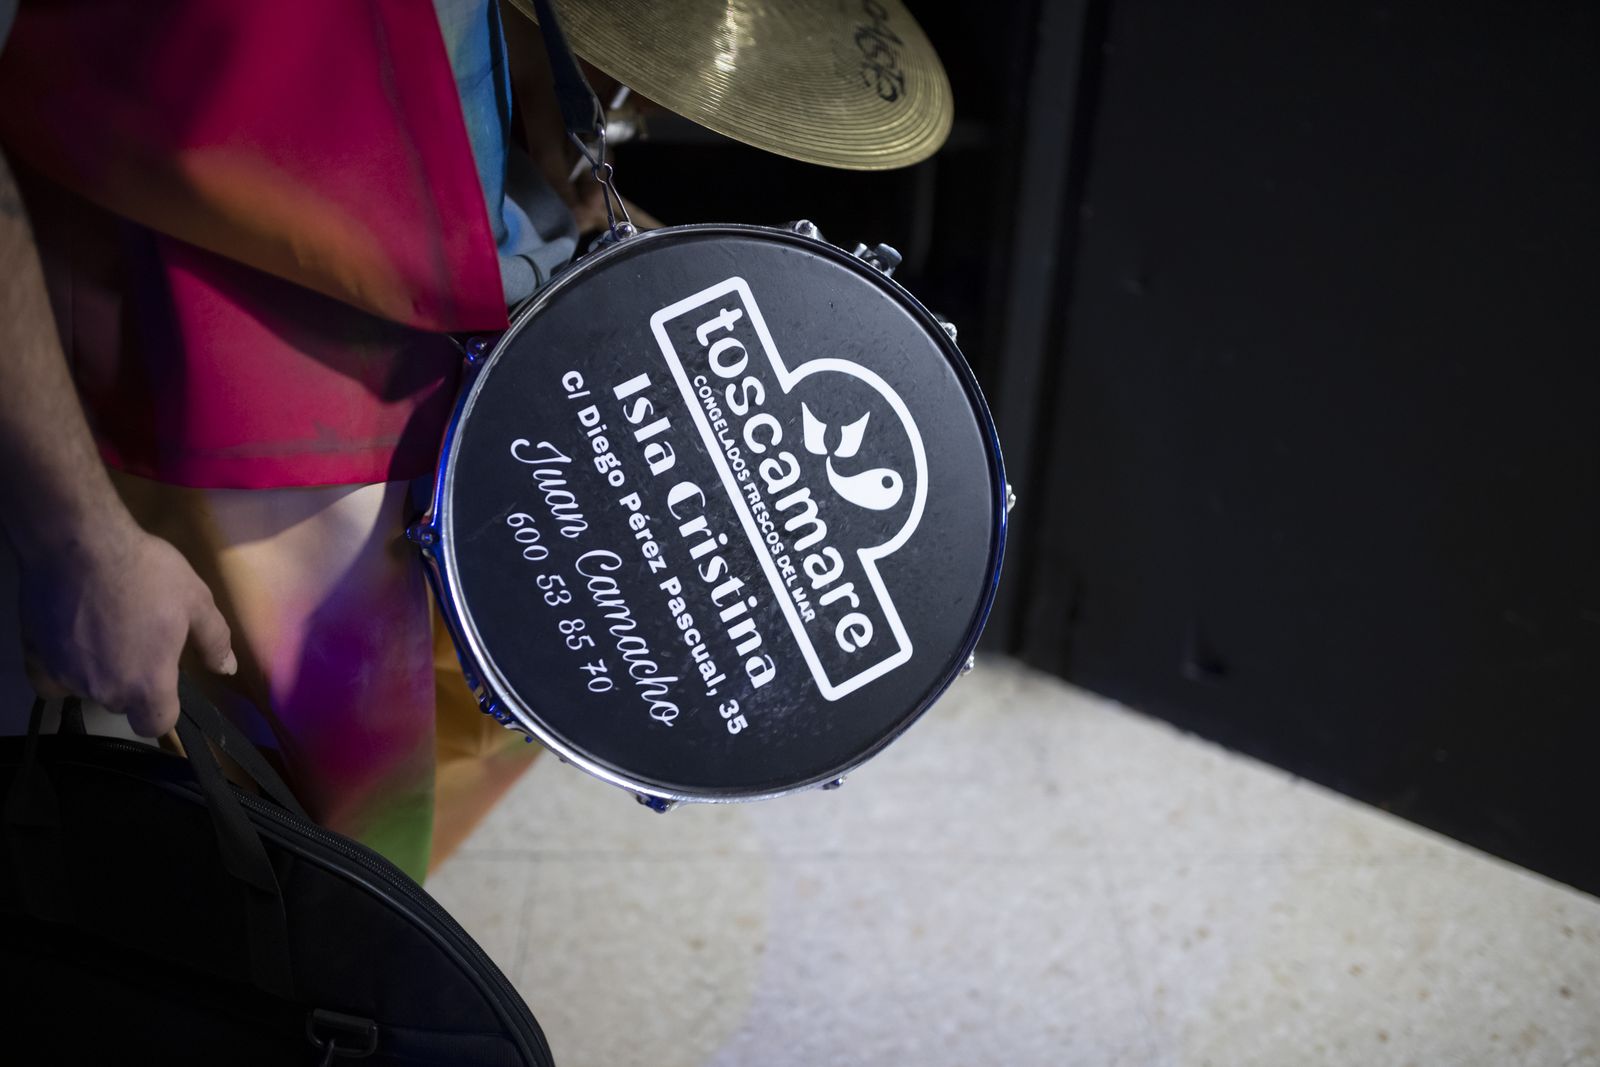 toscamare
CONGELADOS FRESCOS DEL MAR
Isla Cristina
C/ Diego Pérez Pascual, 35
Juan Camacho
600 53 85 70